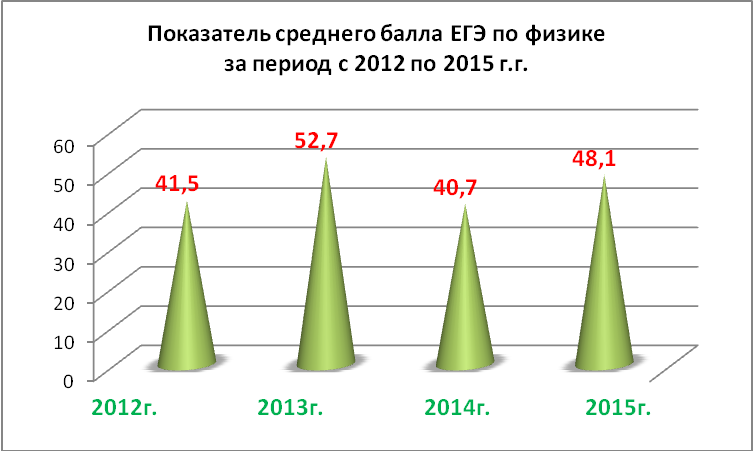 Показатель среднего балла ЕГЭ по физике
за период с 2012 по 2015 г.г.
60
50
40
30
20
10
0
41,5
52,7
40,7
48,1
2012г.
2013г.
2014г.
2015г.